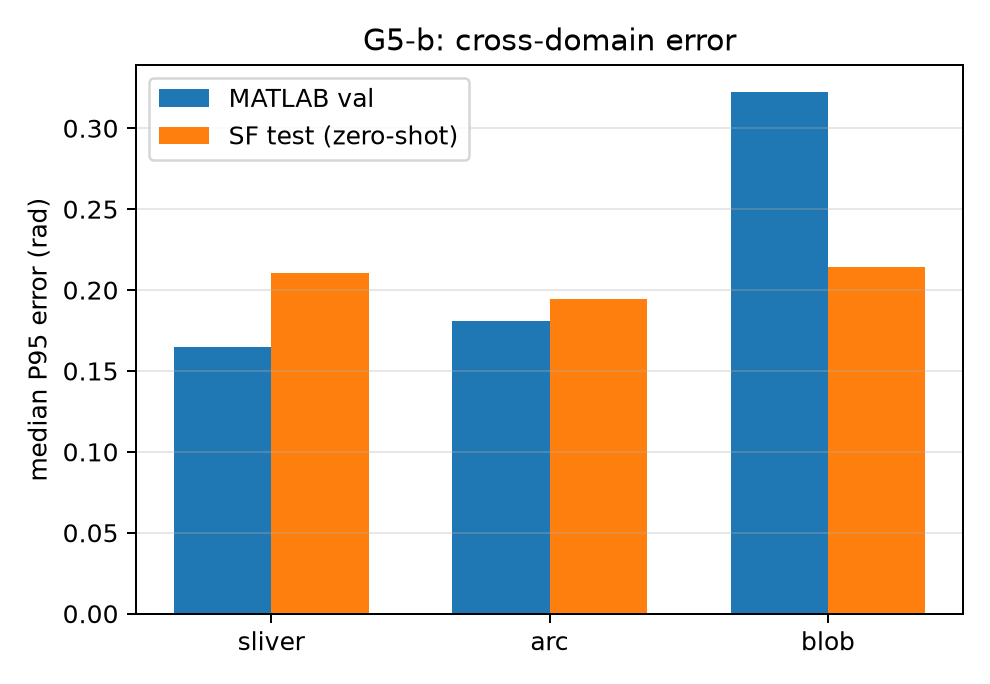 G5-b: cross-domain error
MATLAB val
SF test (zero-shot)
median P95 error (rad)
0.30
0.25
0.20
0.15
0.10
0.05
0.00
sliver
arc
blob